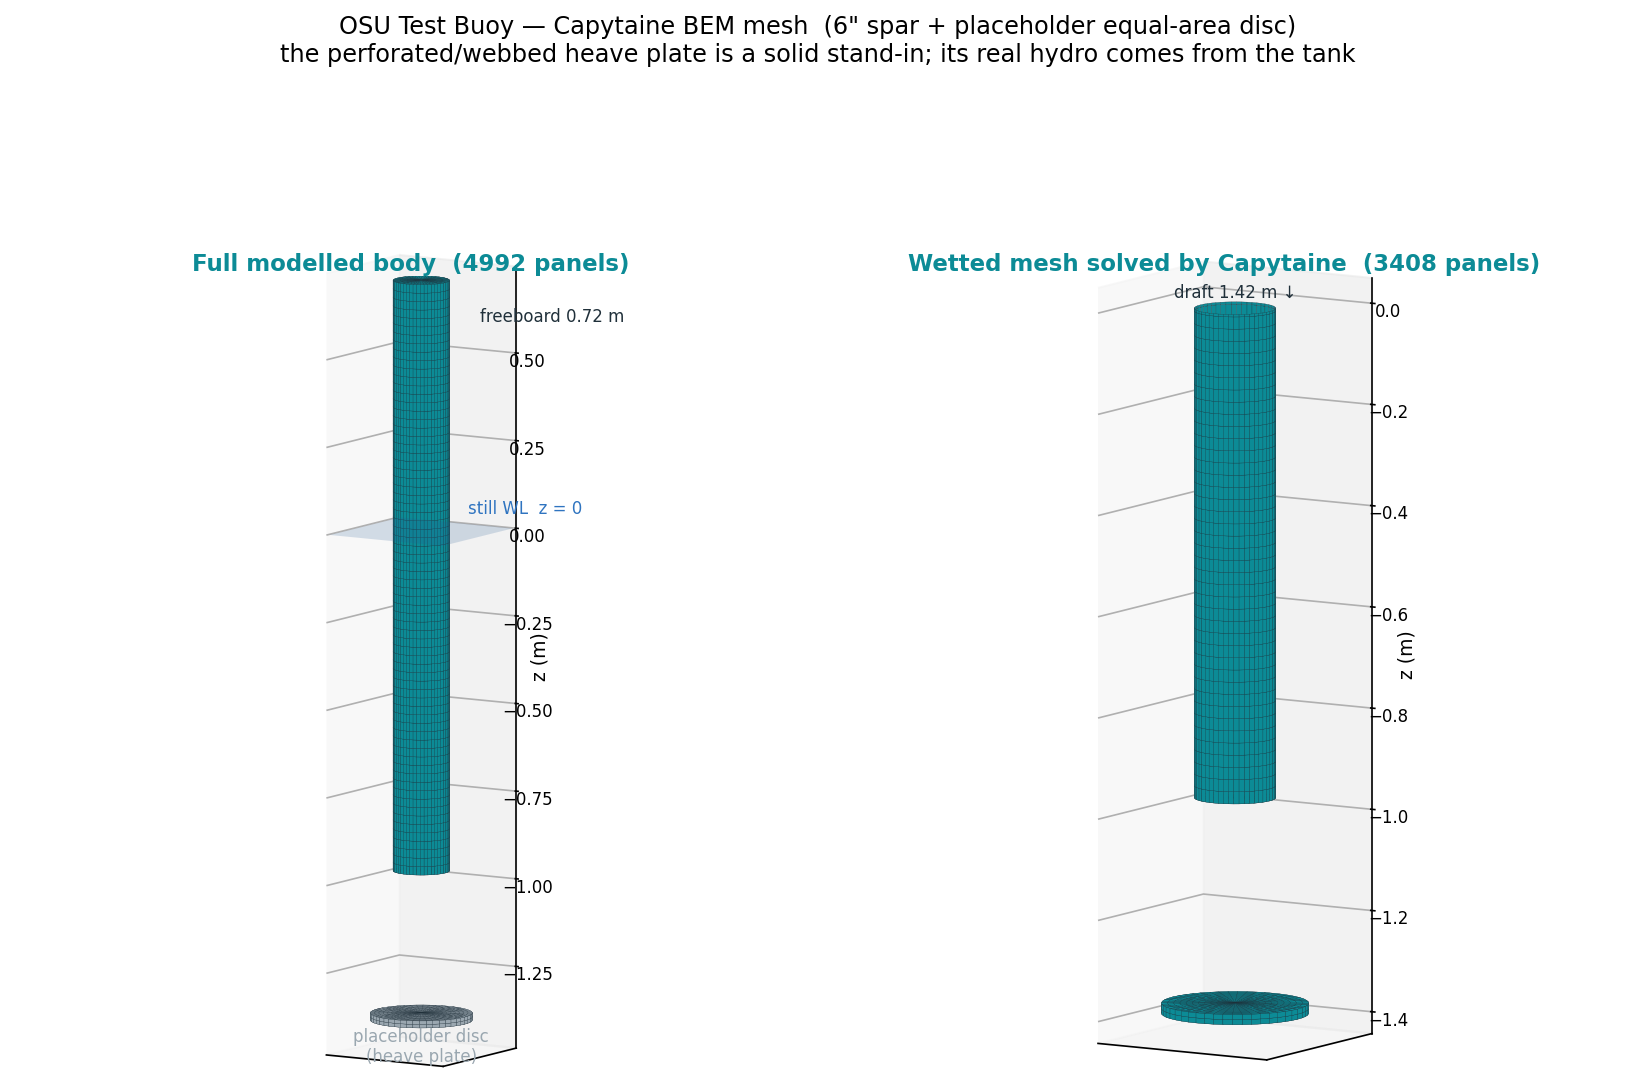 OSU Test Buoy — Capytaine BEM mesh  (6" spar + placeholder equal-area disc)
the perforated/webbed heave plate is a solid stand-in; its real hydro comes from the tank
Full modelled body  (4992 panels)
freeboard 0.72 m
0.50
0.25
still WL  z = 0
0.00
−0.25
z (m)
−0.50
−0.75
−1.00
−1.25
placeholder disc
(heave plate)
Wetted mesh solved by Capytaine  (3408 panels)
draft 1.42 m ↓
0.0
−0.2
−0.4
−0.6
z (m)
−0.8
−1.0
−1.2
−1.4